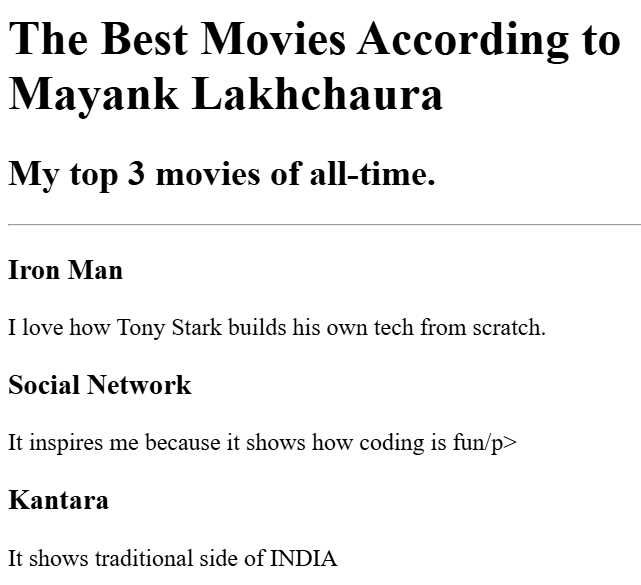 The Best Movies According to
Mayank Lakhchaura
My top 3 movies of all-time.
Iron Man
I love how Tony Stark builds his own tech from scratch.
Social Network
It inspires me because it shows how coding is fun/p>
Kantara
It shows traditional side of INDIA